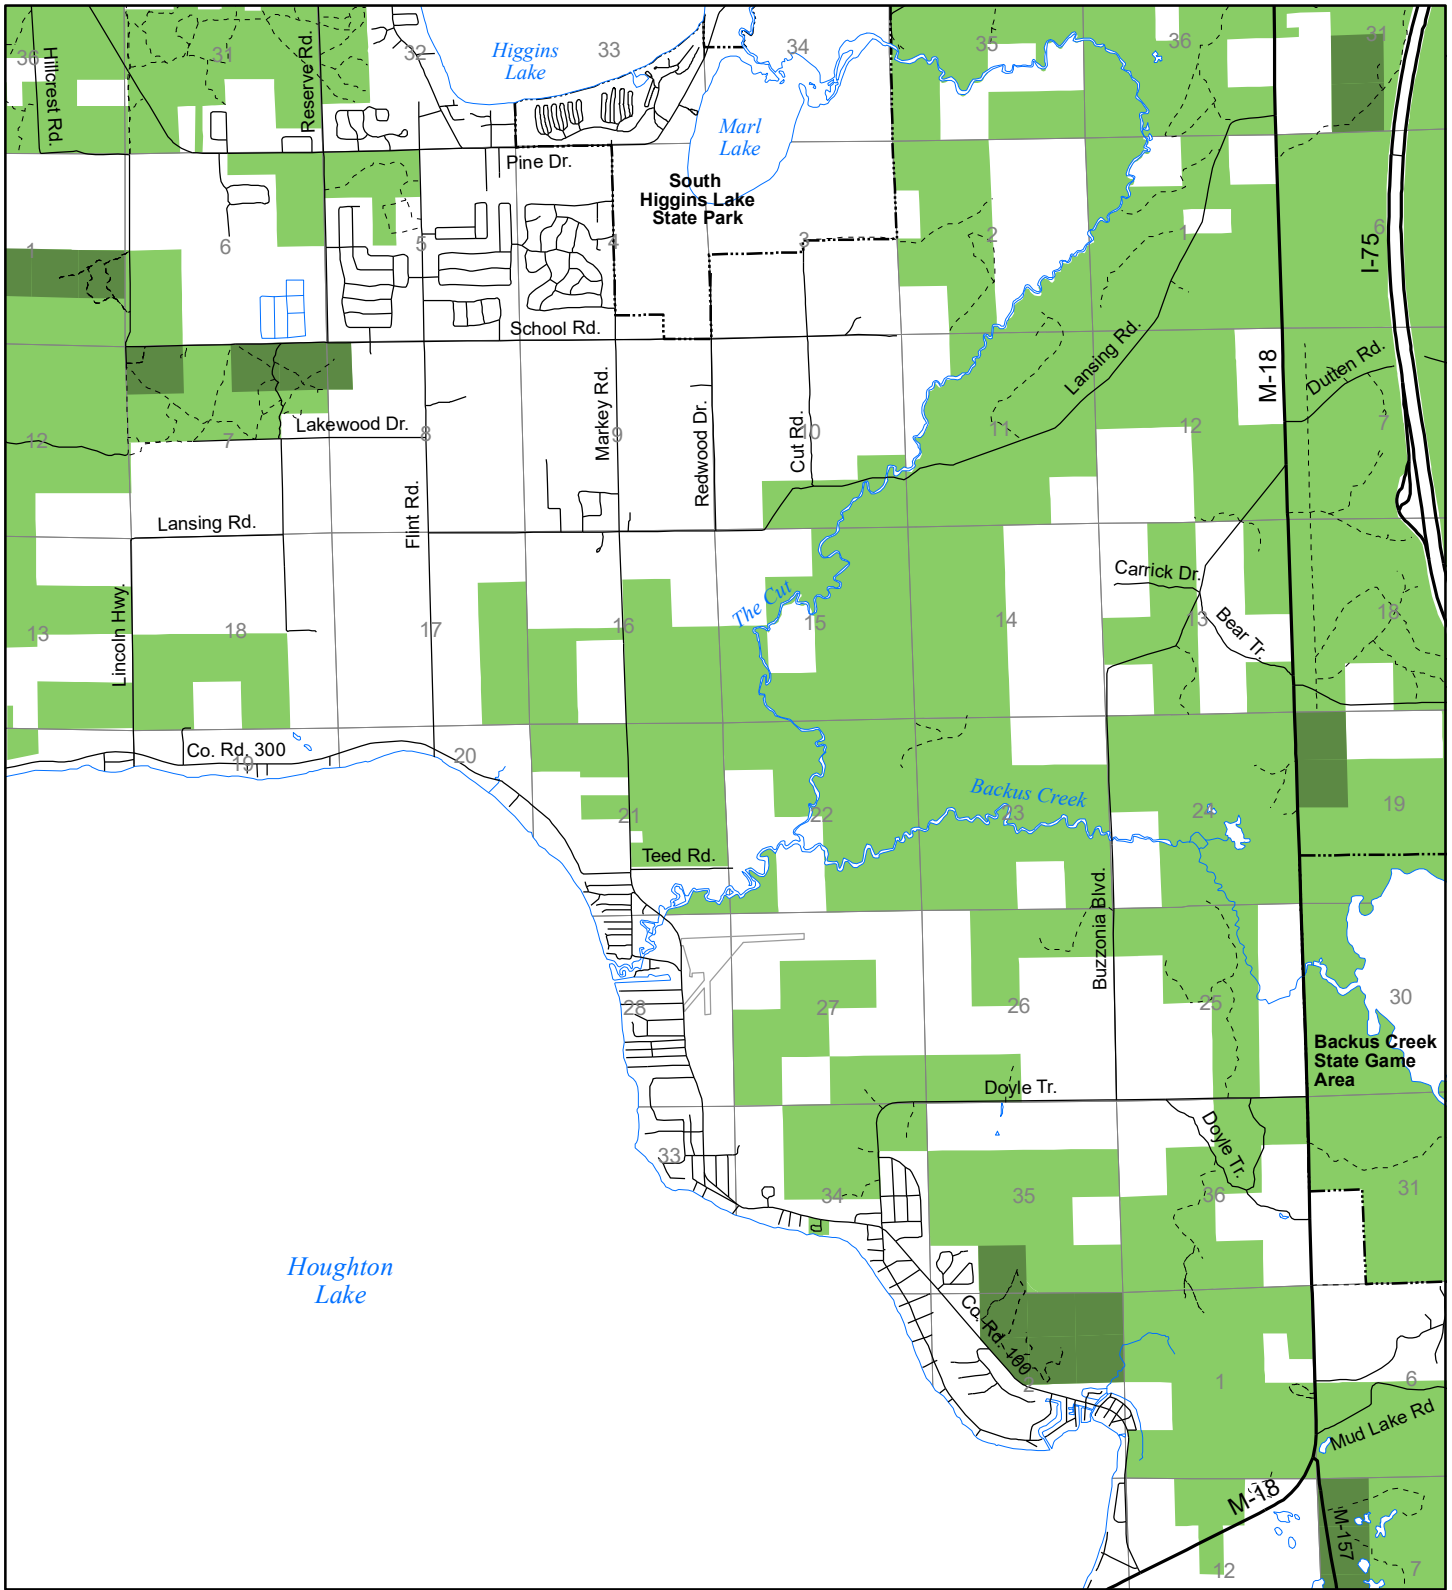 36
31
32
33
34
35
36
31
Hillcrest Rd.
Reserve Rd.
Higgins
Lake
Marl
Lake
Pine Dr.
South
Higgins Lake
State Park
1
6
5
4
3
2
1
6
I-75
School Rd.
Lansing Rd.
M-18
Dutten Rd.
Markey Rd.
Redwood Dr.
Cut Rd.
Lakewood Dr.
12
7
8
9
10
11
12
7
Lansing Rd.
Flint Rd.
Lincoln Hwy.
The Cut
Carrick Dr.
Bear Tr.
13
18
17
16
15
14
13
18
Co. Rd. 300
19
20
21
22
23
24
19
Backus Creek
Teed Rd.
Buzzonia Blvd.
28
27
26
25
30
Backus Creek
State Game
Area
Doyle Tr.
Doyle Tr.
33
34
35
36
31
Houghton
Lake
Co. Rd. 100
2
1
6
Mud Lake Rd
M-18
M-157
12
7